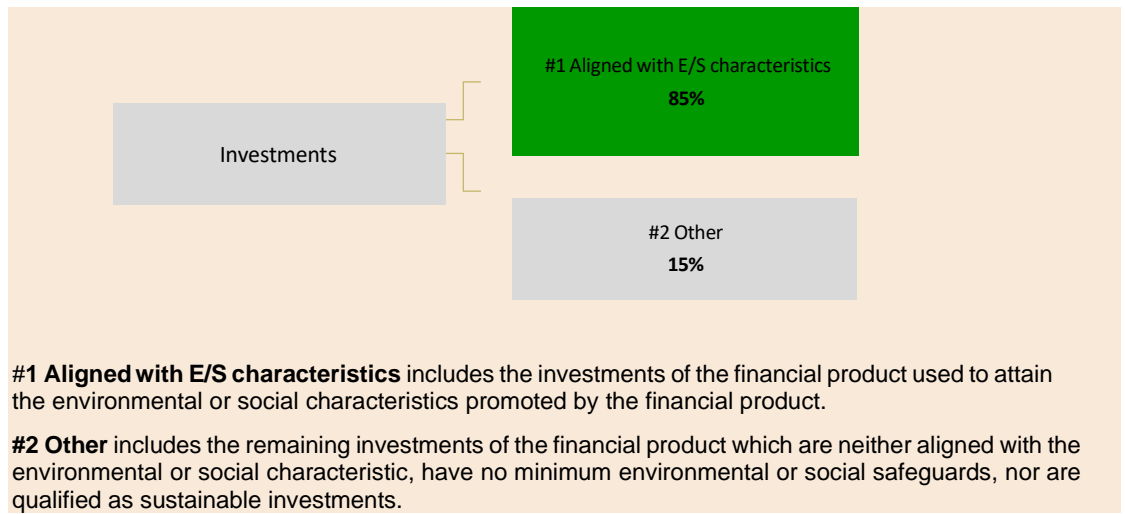 #1 Aligned with E/S characteristics
85%
Investments
#2 Other
15%
#1 Aligned with E/S characteristics includes the investments of the financial product used to attain
the environmental or social characteristics promoted by the financial product.
#2 Other includes the remaining investments of the financial product which are neither aligned with the
environmental or social characteristic, have no minimum environmental or social safeguards, nor are
qualified as sustainable investments.